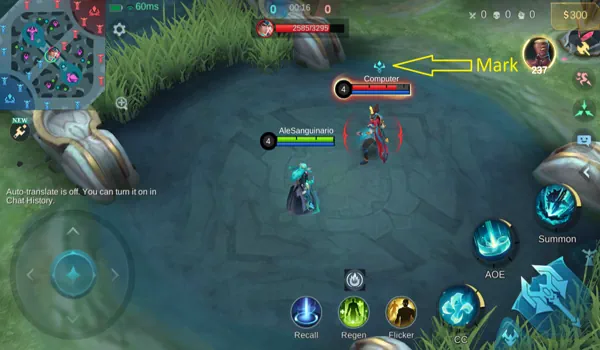 60ms
0 00:16 0
0 0 0
$300
2585/3295
Mark
237
Computer
4
NEW
AleSanguinario
4
Auto-translate is off. You can turn it on in
Chat History.
Summon
AOE
Recall
Regen
Flicker
CC